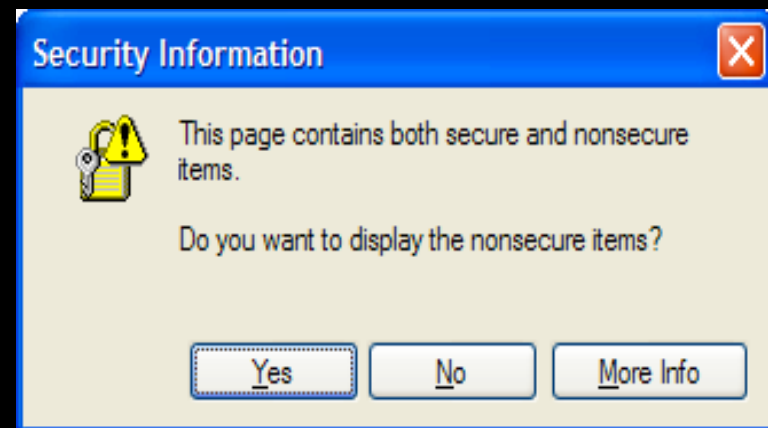 Security Information
This page contains both secure and nonsecure
items.
Do you want to display the nonsecure items?
Yes
No
More Info